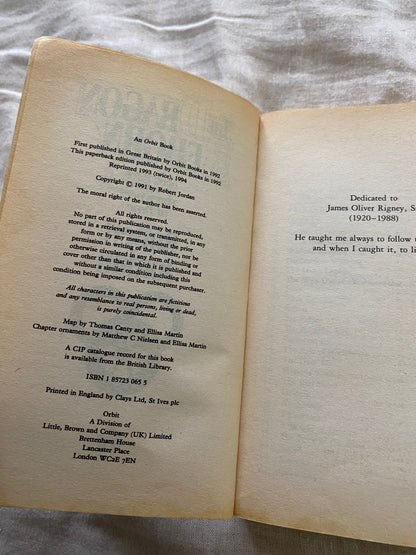 An Orbit Book
First published in Great Britain by Orbit Books in 1992
This paperback edition published by Orbit Books in 1992
Reprinted 1993 (twice), 1994
Copyright © 1991 by Robert Jordan
The moral right of the author has been asserted.
All rights reserved.
No part of this publication may be reproduced,
stored in a retrieval system, or transmitted, in any
form or by any means, without the prior
permission in writing of the publisher, nor be
otherwise circulated in any form of binding or
cover other than that in which it is published and
without a similar condition including this
condition being imposed on the subsequent purchaser.
All characters in this publication are fictitious
and any resemblance to real persons, living or dead,
is purely coincidental.
Map by Thomas Canty and Ellisa Martin
Chapter ornaments by Matthew C Nielsen and Ellisa Martin
A CIP catalogue record for this book
is available from the British Library.
ISBN 1 85723 065 5
Printed in England by Clays Ltd, St Ives plc
Orbit
A Division of
Little, Brown and Company (UK) Limited
Brettenham House
Lancaster Place
London WC2E 7EN
Dedicated to
James Oliver Rigney, S
(1920–1988)
He taught me always to follow
and when I caught it, to li